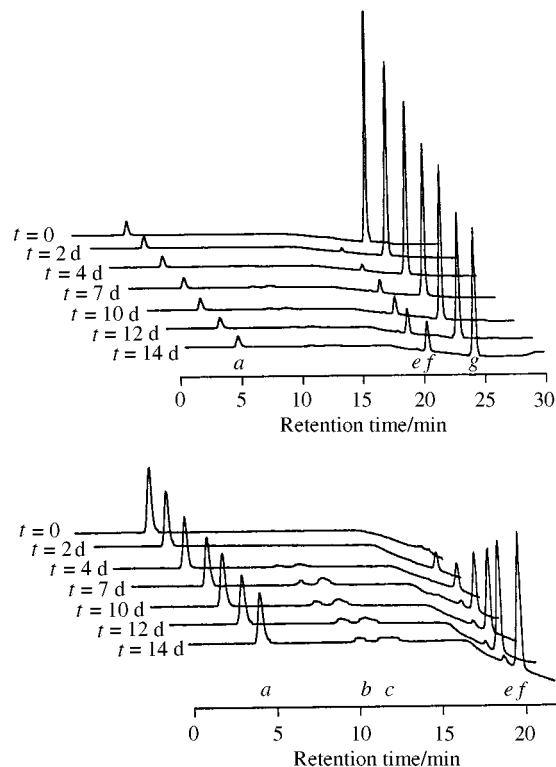 t = 0
t = 2 d
t = 4 d
t = 7 d
t = 10 d
t = 12 d
t = 14 d
a e f g
0 5 10 15 20 25 30
Retention time/min
t = 0
t = 2 d
t = 4 d
t = 7 d
t = 10 d
t = 12 d
t = 14 d
a b c e f
0 5 10 15 20
Retention time/min